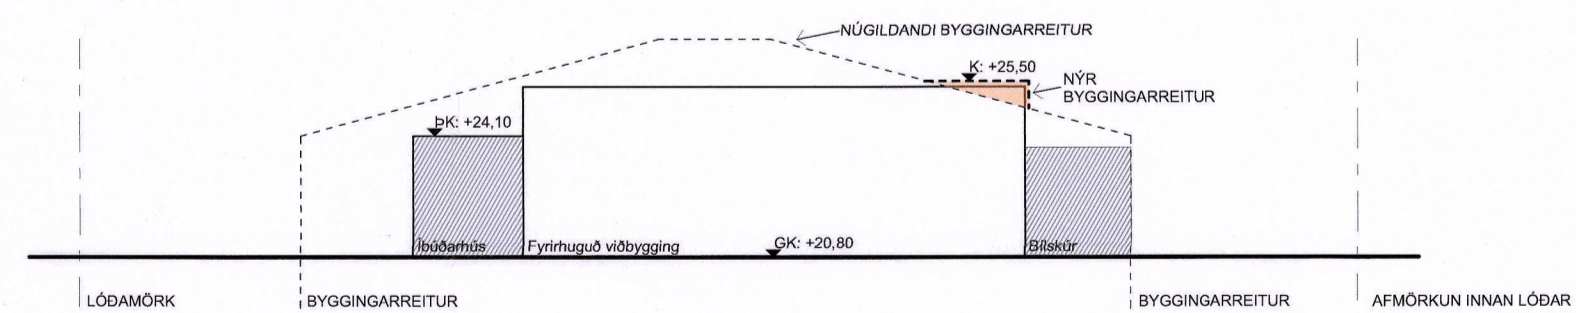 NÚGILDANDI BYGGINGARREITUR
K: +25,50
NÝR
BYGGINGARREITUR
ÞK: +24,10
Íbúðarhús
Fyrirhuguð viðbygging
GK: +20,80
Bílskúr
LÓÐAMÖRK
BYGGINGARREITUR
BYGGINGARREITUR
AFMÖRKUN INNAN LÓÐAR